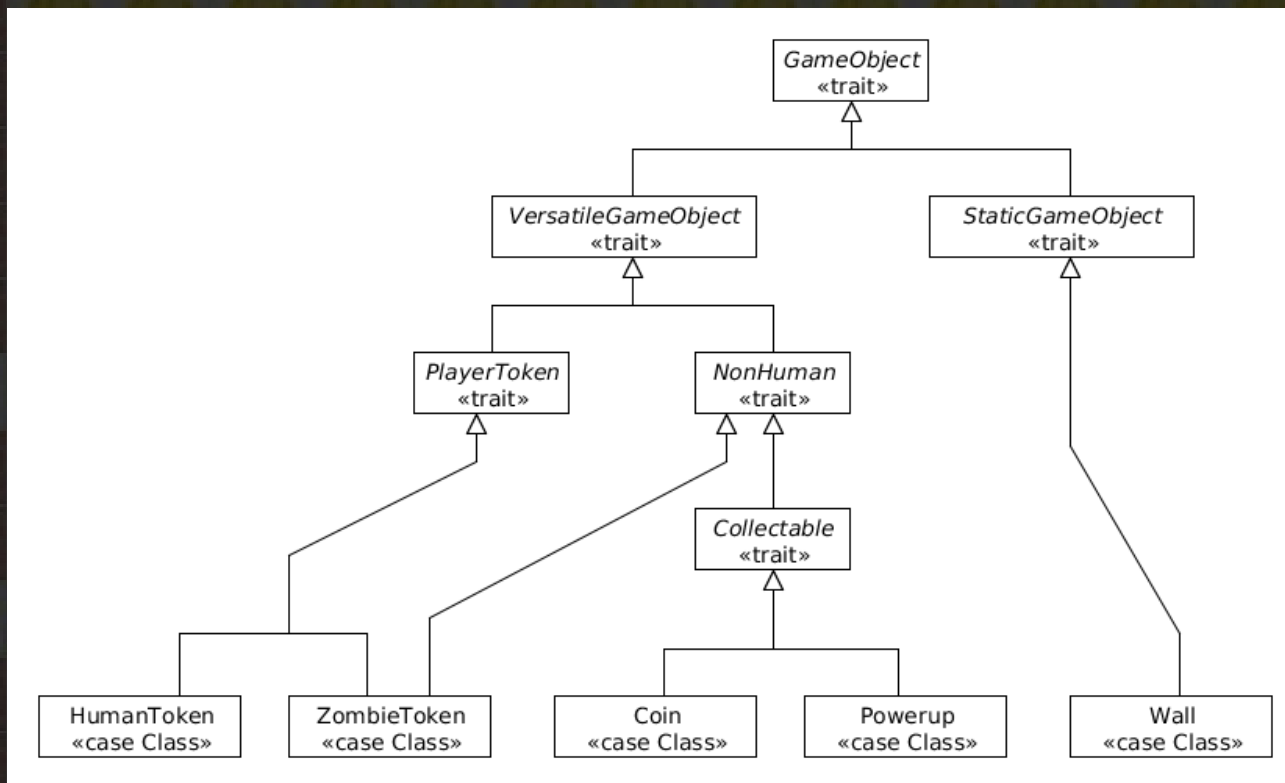 GameObject
«trait»
VersatileGameObject
«trait»
StaticGameObject
«trait»
PlayerToken
«trait»
NonHuman
«trait»
Collectable
«trait»
HumanToken
«case Class»
ZombieToken
«case Class»
Coin
«case Class»
Powerup
«case Class»
Wall
«case Class»